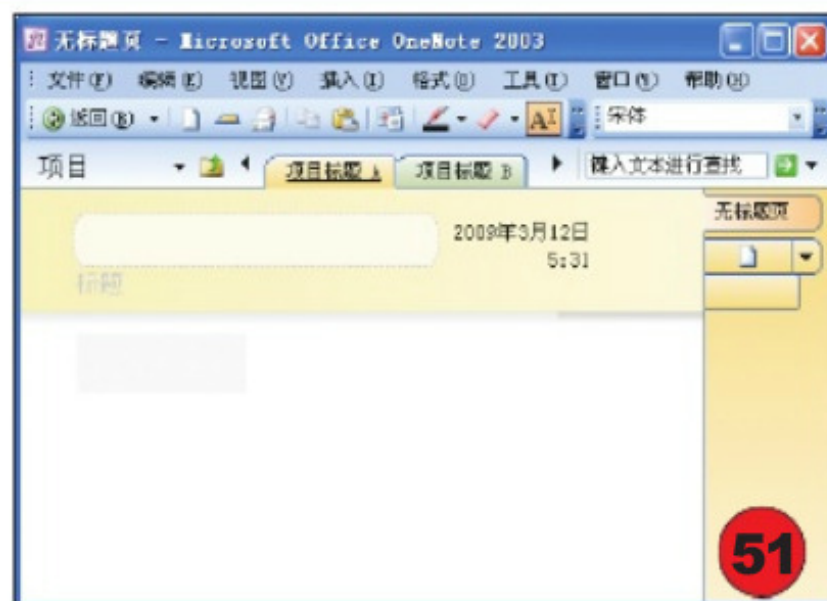 无标题页 - Microsoft Office OneNote 2003
文件(F) 编辑(E) 视图(V) 插入(I) 格式(O) 工具(T) 窗口(W) 帮助(H)
返回(B) 宋体
项目 项目标题 A 项目标题 B 键入文本进行查找
无标题页
2009年3月12日
5:31
标题
51